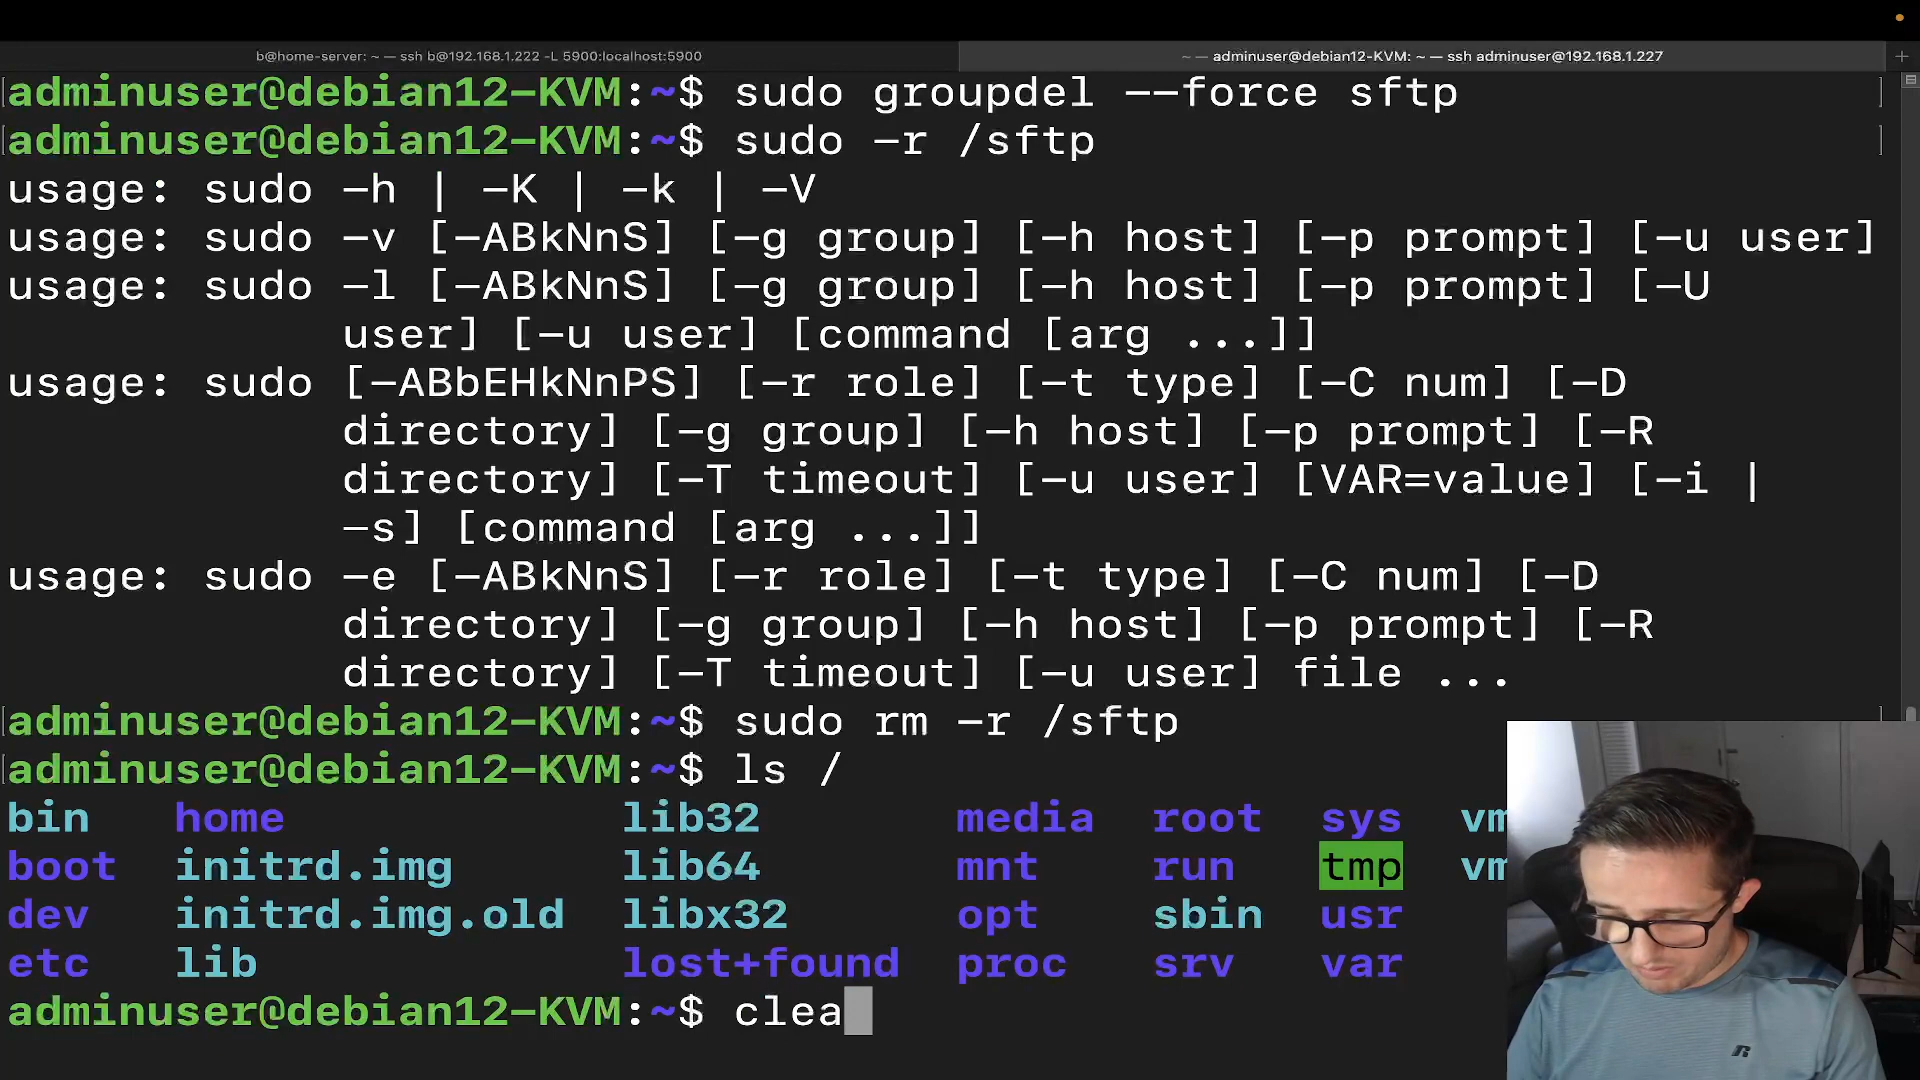 b@home-server: ~ — ssh b@192.168.1.222 -L 5900:localhost:5900
~ — adminuser@debian12-KVM: ~ — ssh adminuser@192.168.1.227
adminuser@debian12-KVM:~$ sudo groupdel --force sftp
adminuser@debian12-KVM:~$ sudo -r /sftp
usage: sudo -h | -K | -k | -V
usage: sudo -v [-ABkNnS] [-g group] [-h host] [-p prompt] [-u user]
usage: sudo -l [-ABkNnS] [-g group] [-h host] [-p prompt] [-U
user] [-u user] [command [arg ...]]
usage: sudo [-ABbEHkNnPS] [-r role] [-t type] [-C num] [-D
directory] [-g group] [-h host] [-p prompt] [-R
directory] [-T timeout] [-u user] [VAR=value] [-i |
-s] [command [arg ...]]
usage: sudo -e [-ABkNnS] [-r role] [-t type] [-C num] [-D
directory] [-g group] [-h host] [-p prompt] [-R
directory] [-T timeout] [-u user] file ...
adminuser@debian12-KVM:~$ sudo rm -r /sftp
adminuser@debian12-KVM:~$ ls /
bin home lib32 media root sys vm
boot initrd.img lib64 mnt run tmp vm
dev initrd.img.old libx32 opt sbin usr
etc lib lost+found proc srv var
adminuser@debian12-KVM:~$ clea